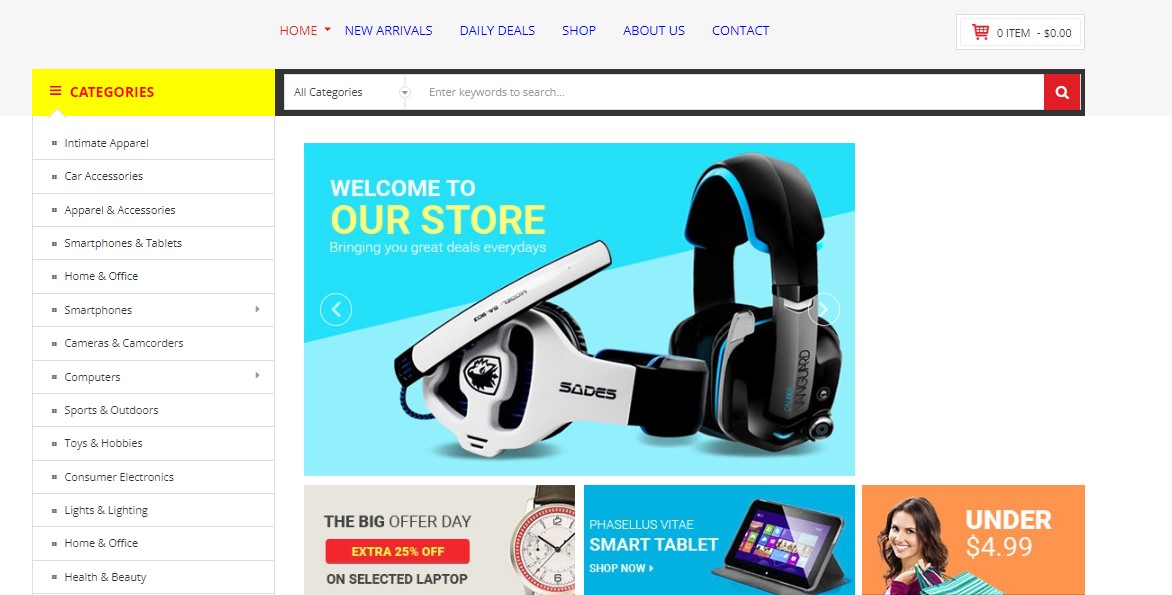 HOME
NEW ARRIVALS
DAILY DEALS
SHOP
ABOUT US
CONTACT
0 ITEM - $0.00
CATEGORIES
All Categories
Enter keywords to search...
Intimate Apparel
Car Accessories
Apparel & Accessories
Smartphones & Tablets
Home & Office
Smartphones
Cameras & Camcorders
Computers
Sports & Outdoors
Toys & Hobbies
Consumer Electronics
Lights & Lighting
Home & Office
Health & Beauty
WELCOME TO
OUR STORE
Bringing you great deals everydays
MODEL: SA-903
SADES
VANGUARD
THE BIG OFFER DAY
EXTRA 25% OFF
ON SELECTED LAPTOP
PHASELLUS VITAE
SMART TABLET
SHOP NOW
UNDER
$4.99